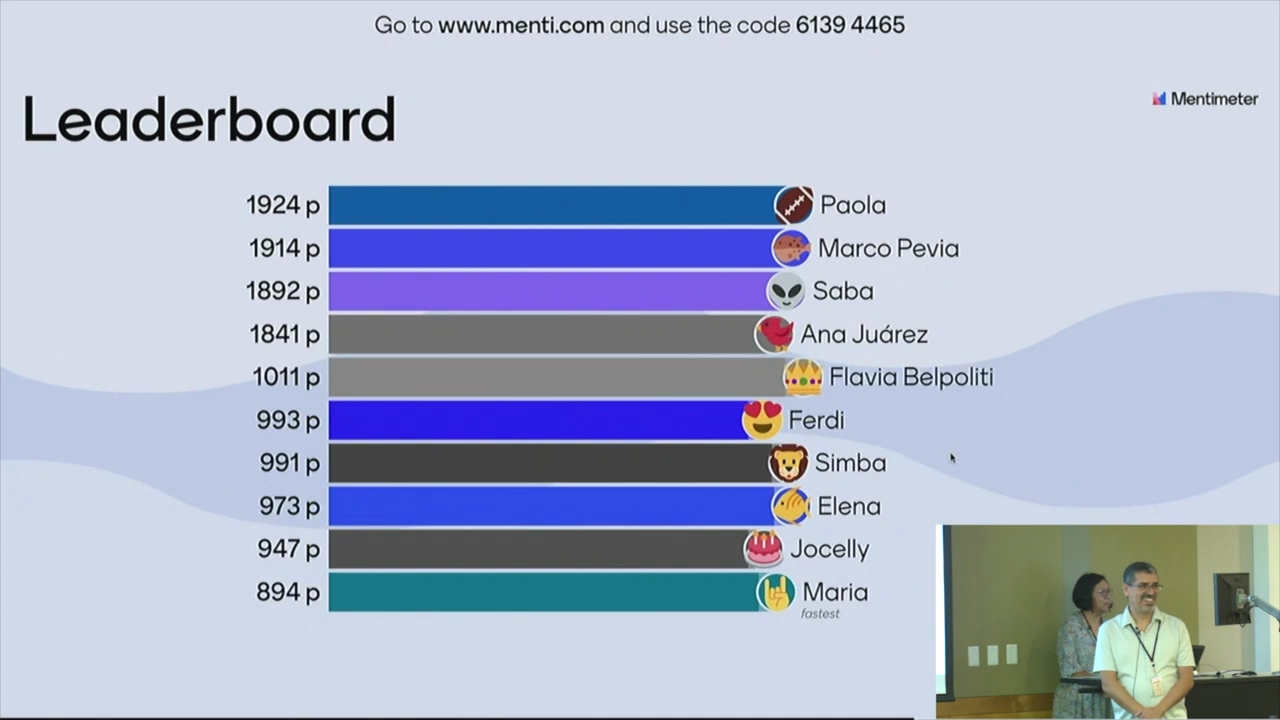 Go to www.menti.com and use the code 6139 4465
Mentimeter
Leaderboard
1924 p Paola
1914 p Marco Pevia
1892 p Saba
1841 p Ana Juárez
1011 p Flavia Belpoliti
993 p Ferdi
991 p Simba
973 p Elena
947 p Jocelly
894 p Maria
fastest